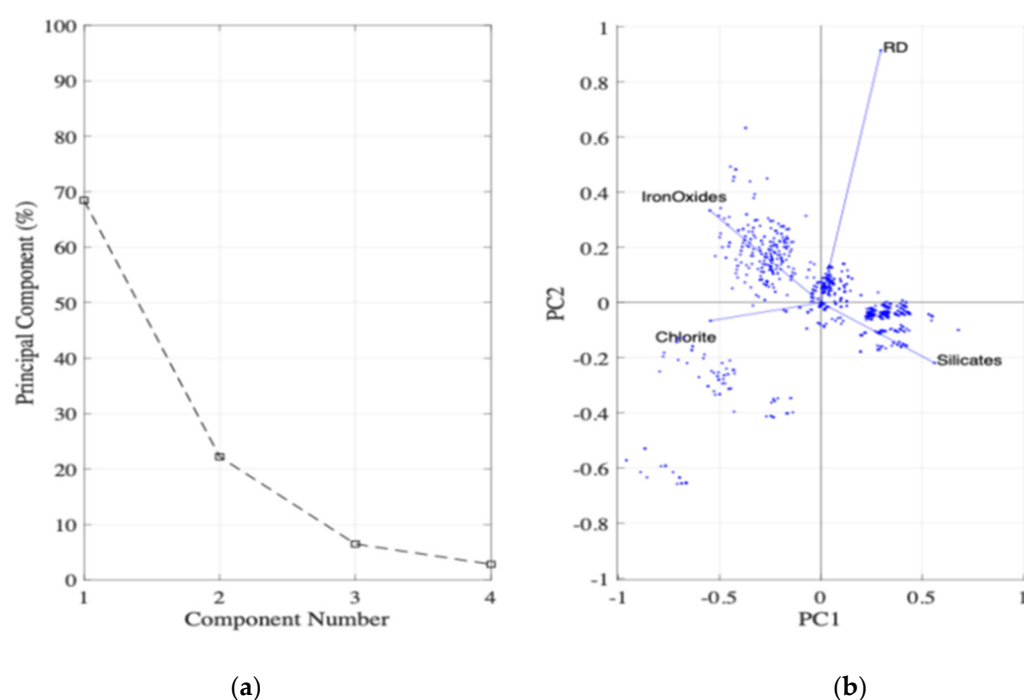 100
90
80
70
60
50
40
30
20
10
0
1 2 3 4
Principal Component (%)
Component Number
(a)
1
0.8
0.6
0.4
0.2
0
-0.2
-0.4
-0.6
-0.8
-1
-1 -0.5 0 0.5 1
PC2
PC1
RD
IronOxides
Chlorite
Silicates
(b)